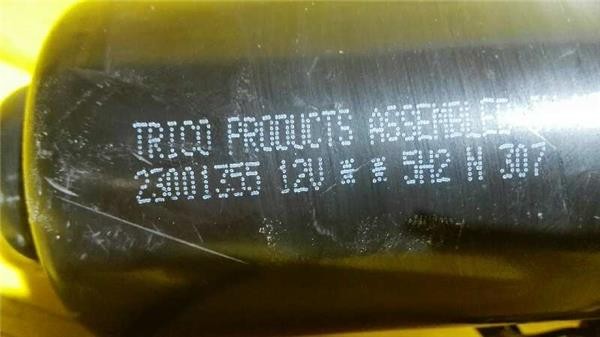 TRICO PRODUCTS ASSEMBLED
23001355 12V * * 5H2 N 307